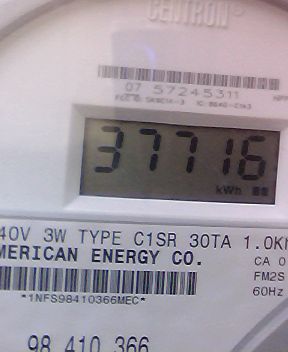 CENTRON®
07 57245311
37716
kWh
40V 3W TYPE C1SR 30TA 1.0Kh
MERICAN ENERGY CO.
CA 0
FM2S
*1NFS98410366MEC*
60Hz
98 410 366